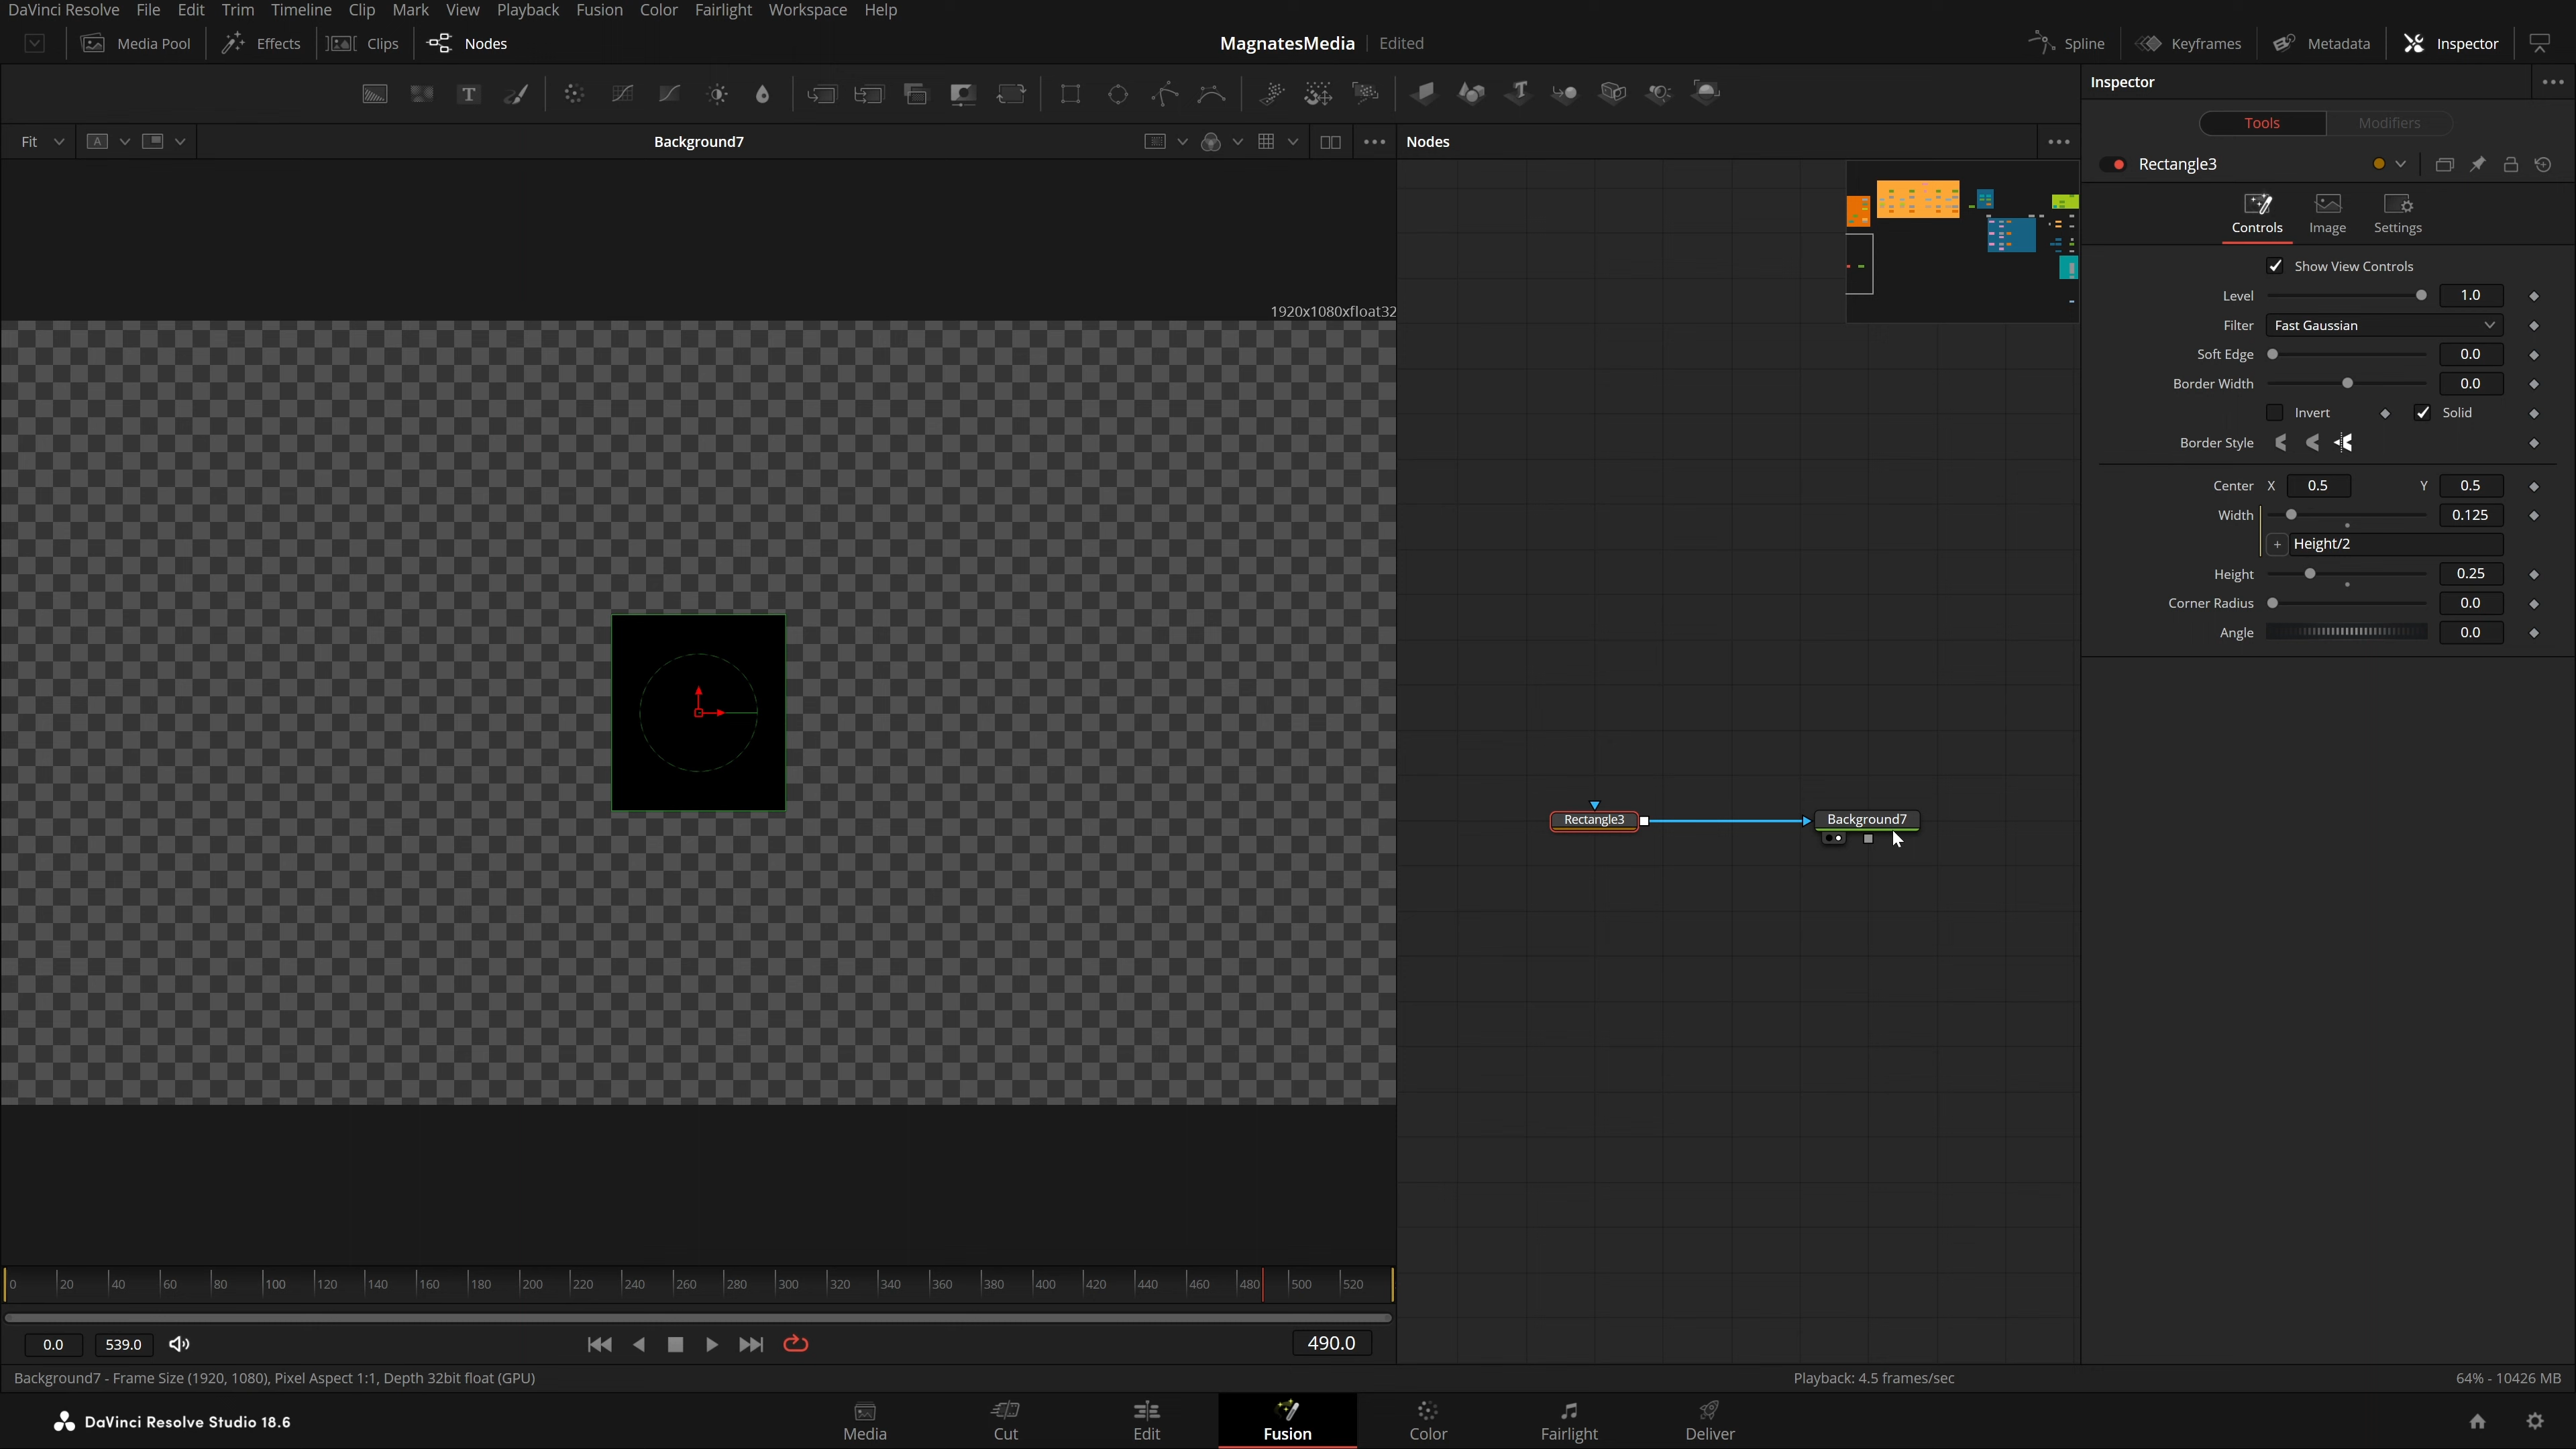 DaVinci Resolve File Edit Trim Timeline Clip Mark View Playback Fusion Color Fairlight Workspace Help
Media Pool Effects Clips Nodes MagnatesMedia Edited Spline Keyframes Metadata Inspector
T T
Inspector
Fit A Background7 Nodes
Tools Modifiers
Rectangle3
Controls Image Settings
Show View Controls
Level 1.0
1920x1080xfloat32
Filter Fast Gaussian
Soft Edge 0.0
Border Width 0.0
Invert Solid
Border Style
Center X 0.5 Y 0.5
Width 0.125
+ Height/2
Height 0.25
Corner Radius 0.0
Angle 0.0
Rectangle3 Background7
0 20 40 60 80 100 120 140 160 180 200 220 240 260 280 300 320 340 360 380 400 420 440 460 480 500 520
0.0 539.0 490.0
Background7 - Frame Size (1920, 1080), Pixel Aspect 1:1, Depth 32bit float (GPU) Playback: 4.5 frames/sec 64% - 10426 MB
DaVinci Resolve Studio 18.6 Media Cut Edit Fusion Color Fairlight Deliver